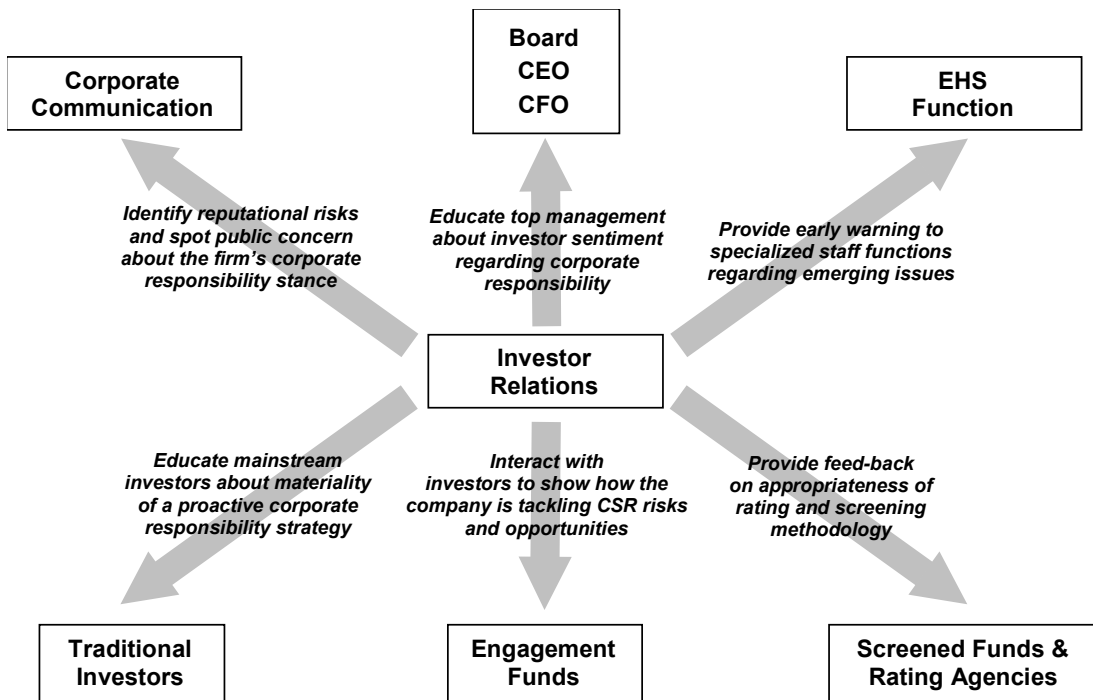 Corporate
Communication
Board
CEO
CFO
EHS
Function
Identify reputational risks
and spot public concern
about the firm's corporate
responsibility stance
Educate top management
about investor sentiment
regarding corporate
responsibility
Provide early warning to
specialized staff functions
regarding emerging issues
Investor
Relations
Educate mainstream
investors about materiality
of a proactive corporate
responsibility strategy
Interact with
investors to show how the
company is tackling CSR risks
and opportunities
Provide feed-back
on appropriateness of
rating and screening
methodology
Traditional
Investors
Engagement
Funds
Screened Funds &
Rating Agencies